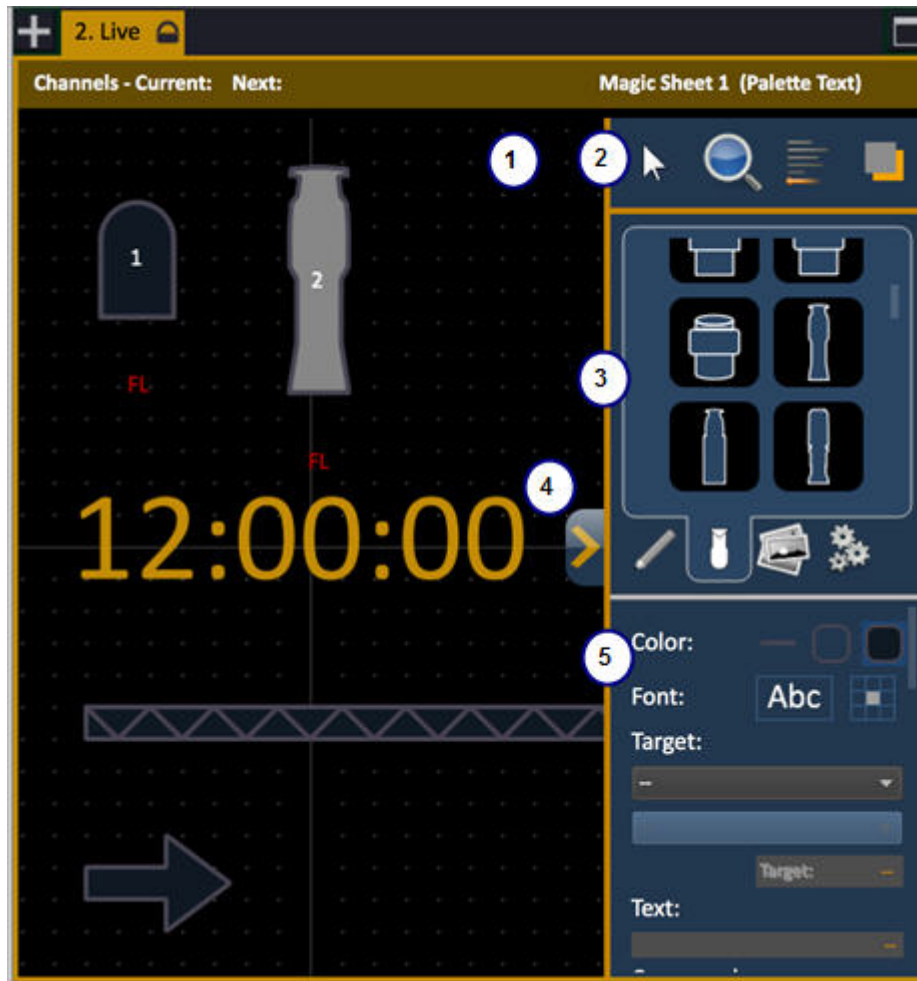 2. Live
Channels - Current: Next:
Magic Sheet 1 (Palette Text)
1
2
1
2
3
FL
FL
4
12:00:00
5
Color:
Font:
Abc
Target:
--
Target: --
Text:
--